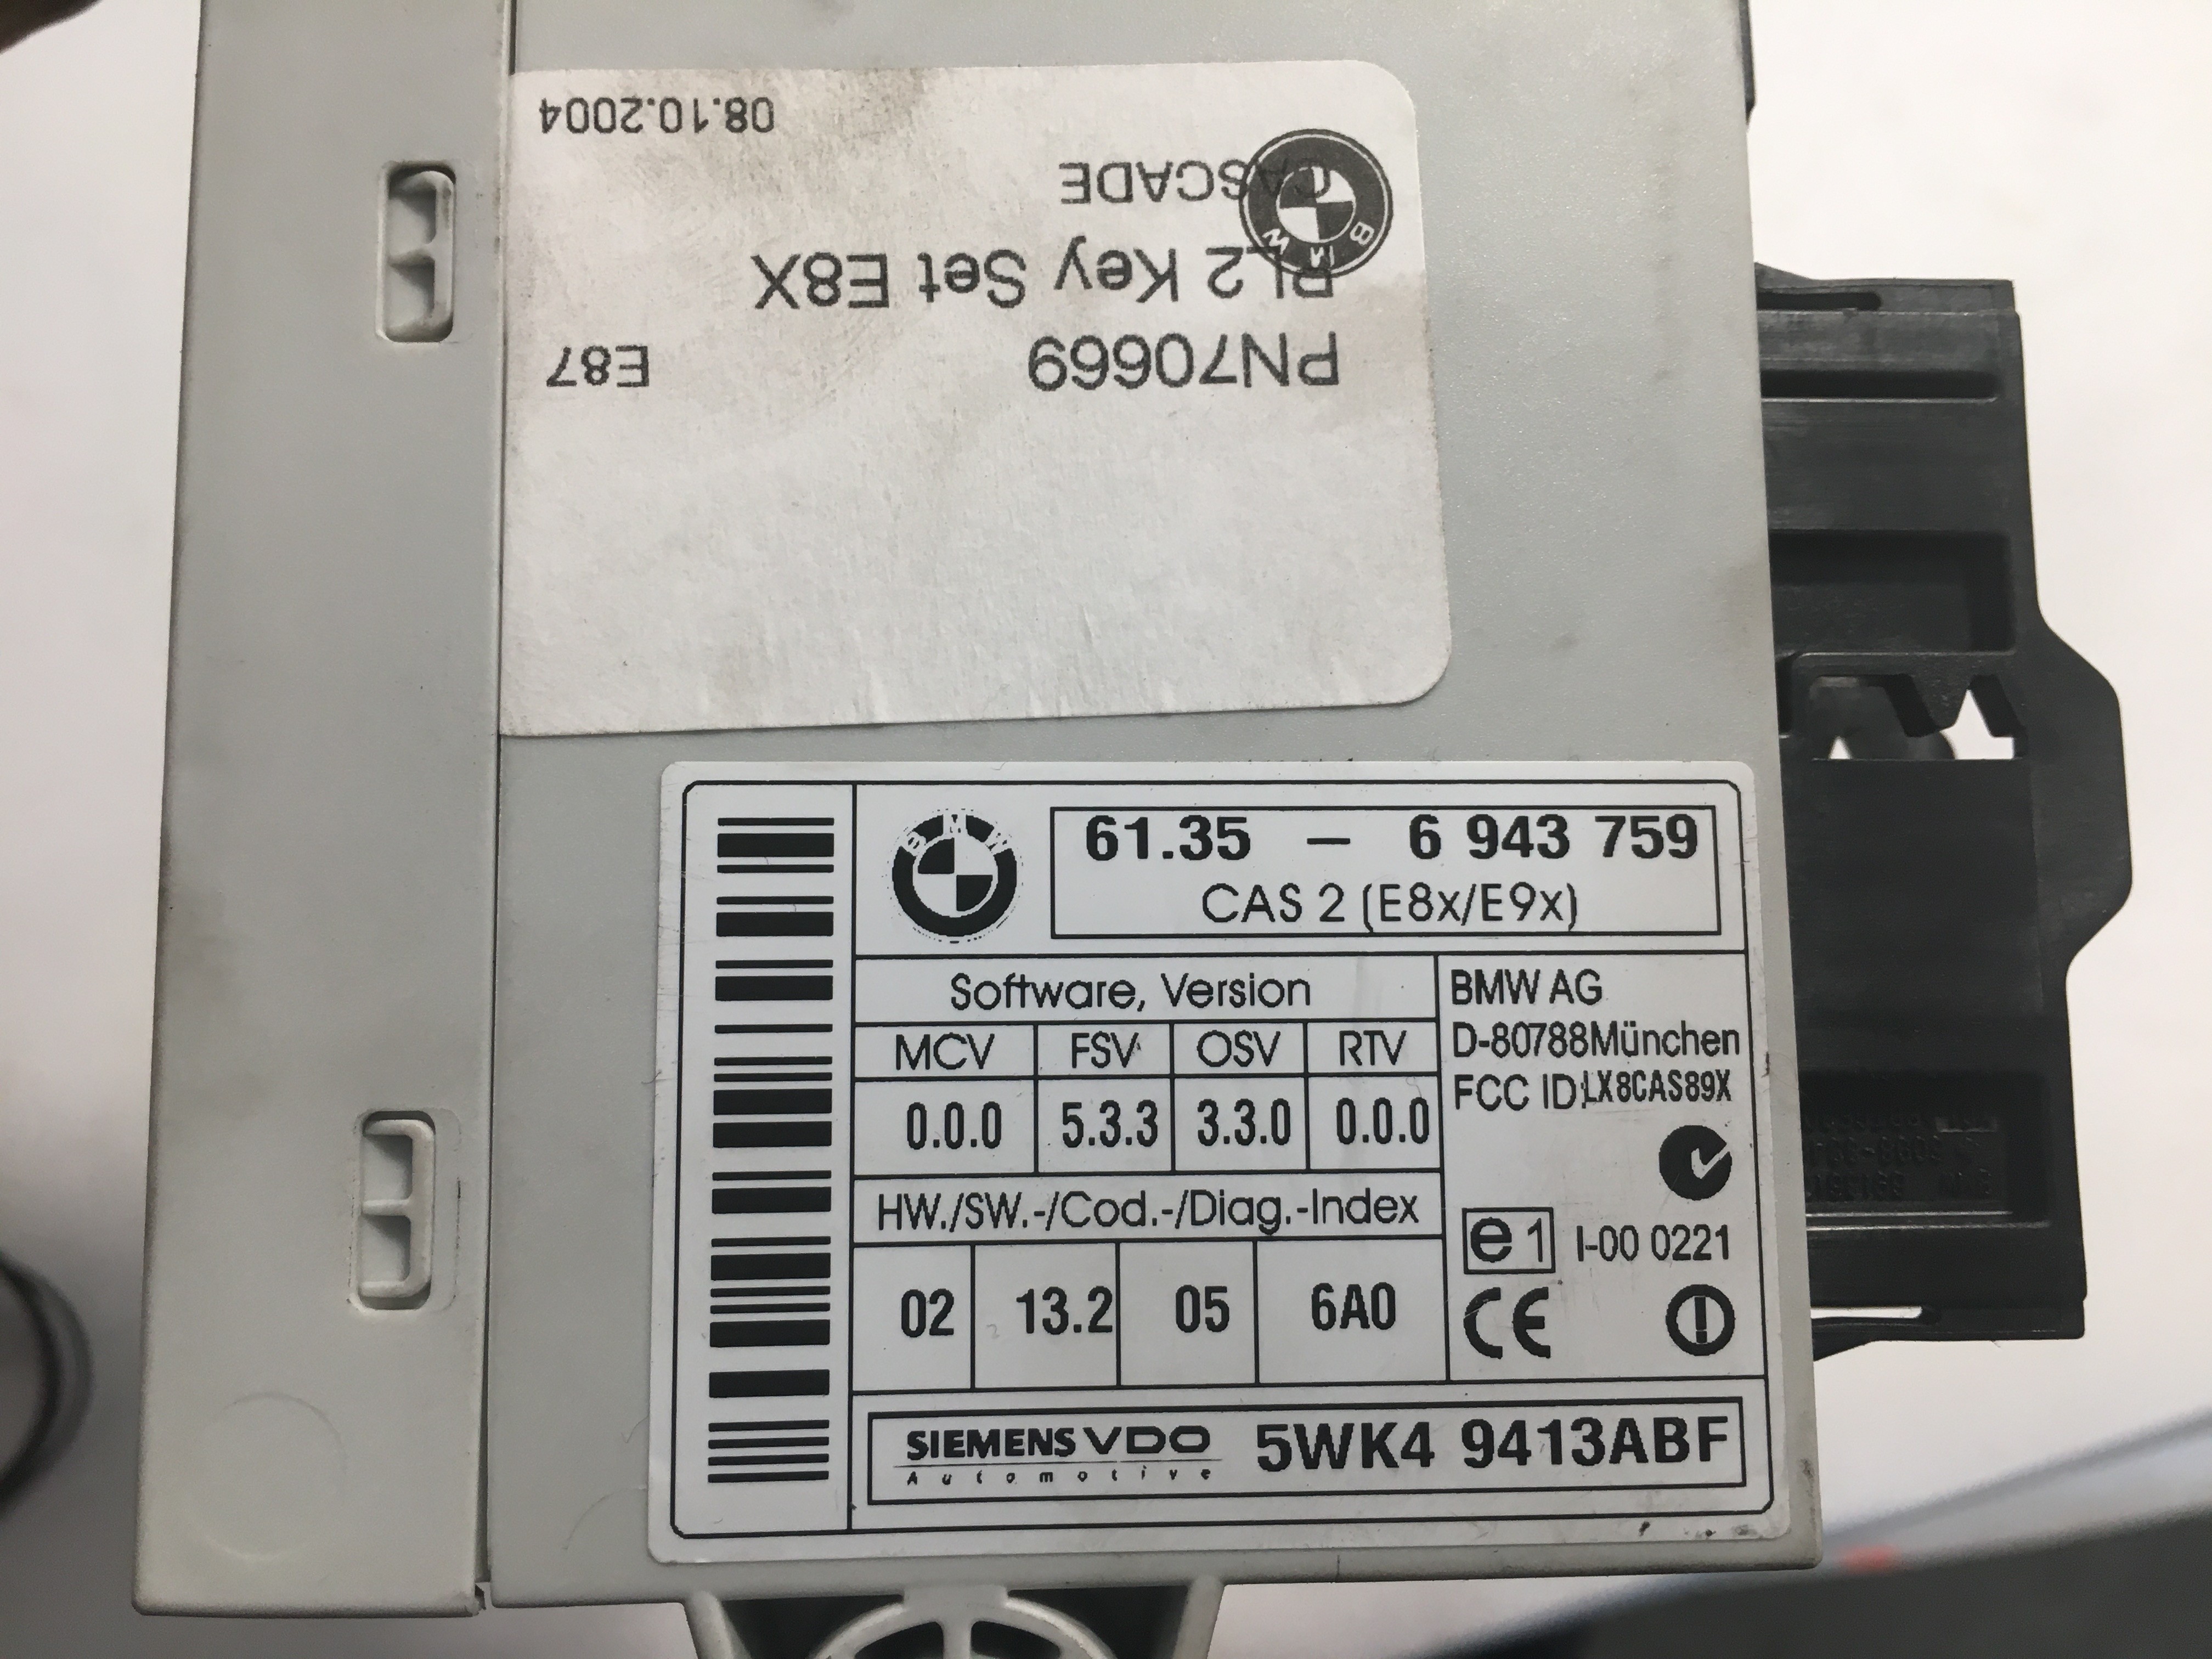 08.10.2004
CASCADE
PL2 Key Set E8X
PN70669 E87
BMW
BMW
61.35 – 6 943 759
CAS 2 (E8x/E9x)
Software, Version
MCV FSV OSV RTV
0.0.0 5.3.3 3.3.0 0.0.0
HW./SW.-/Cod.-/Diag.-Index
02 13.2 05 6A0
BMW AG
D-80788München
FCC ID:LX8CAS89X
e1 I-00 0221
CE
SIEMENS VDO 5WK4 9413ABF
Automotive